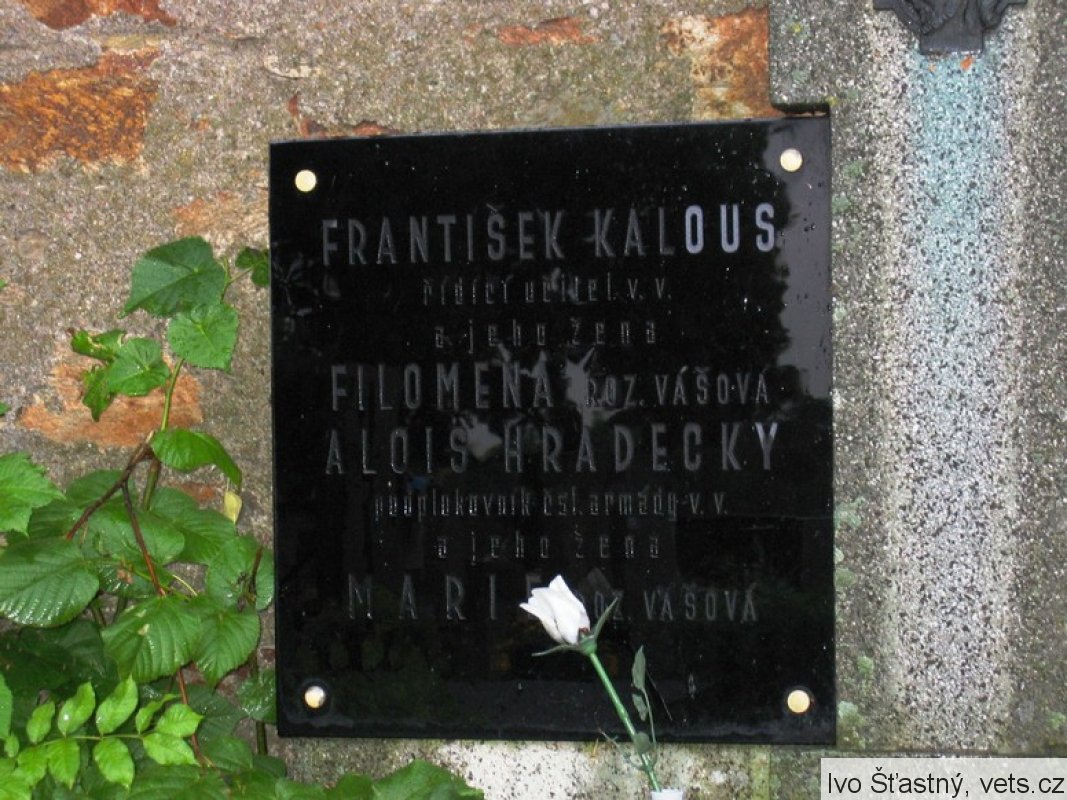 FRANTIŠEK KALOUS
řídící učitel v. v.
a jeho žena
FILOMENA ROZ. VÁŠOVÁ
ALOIS HRADECKÝ
podplukovník čsl. armády v. v.
a jeho žena
MARIE ROZ. VÁŠOVÁ
Ivo Šťastný, vets.cz